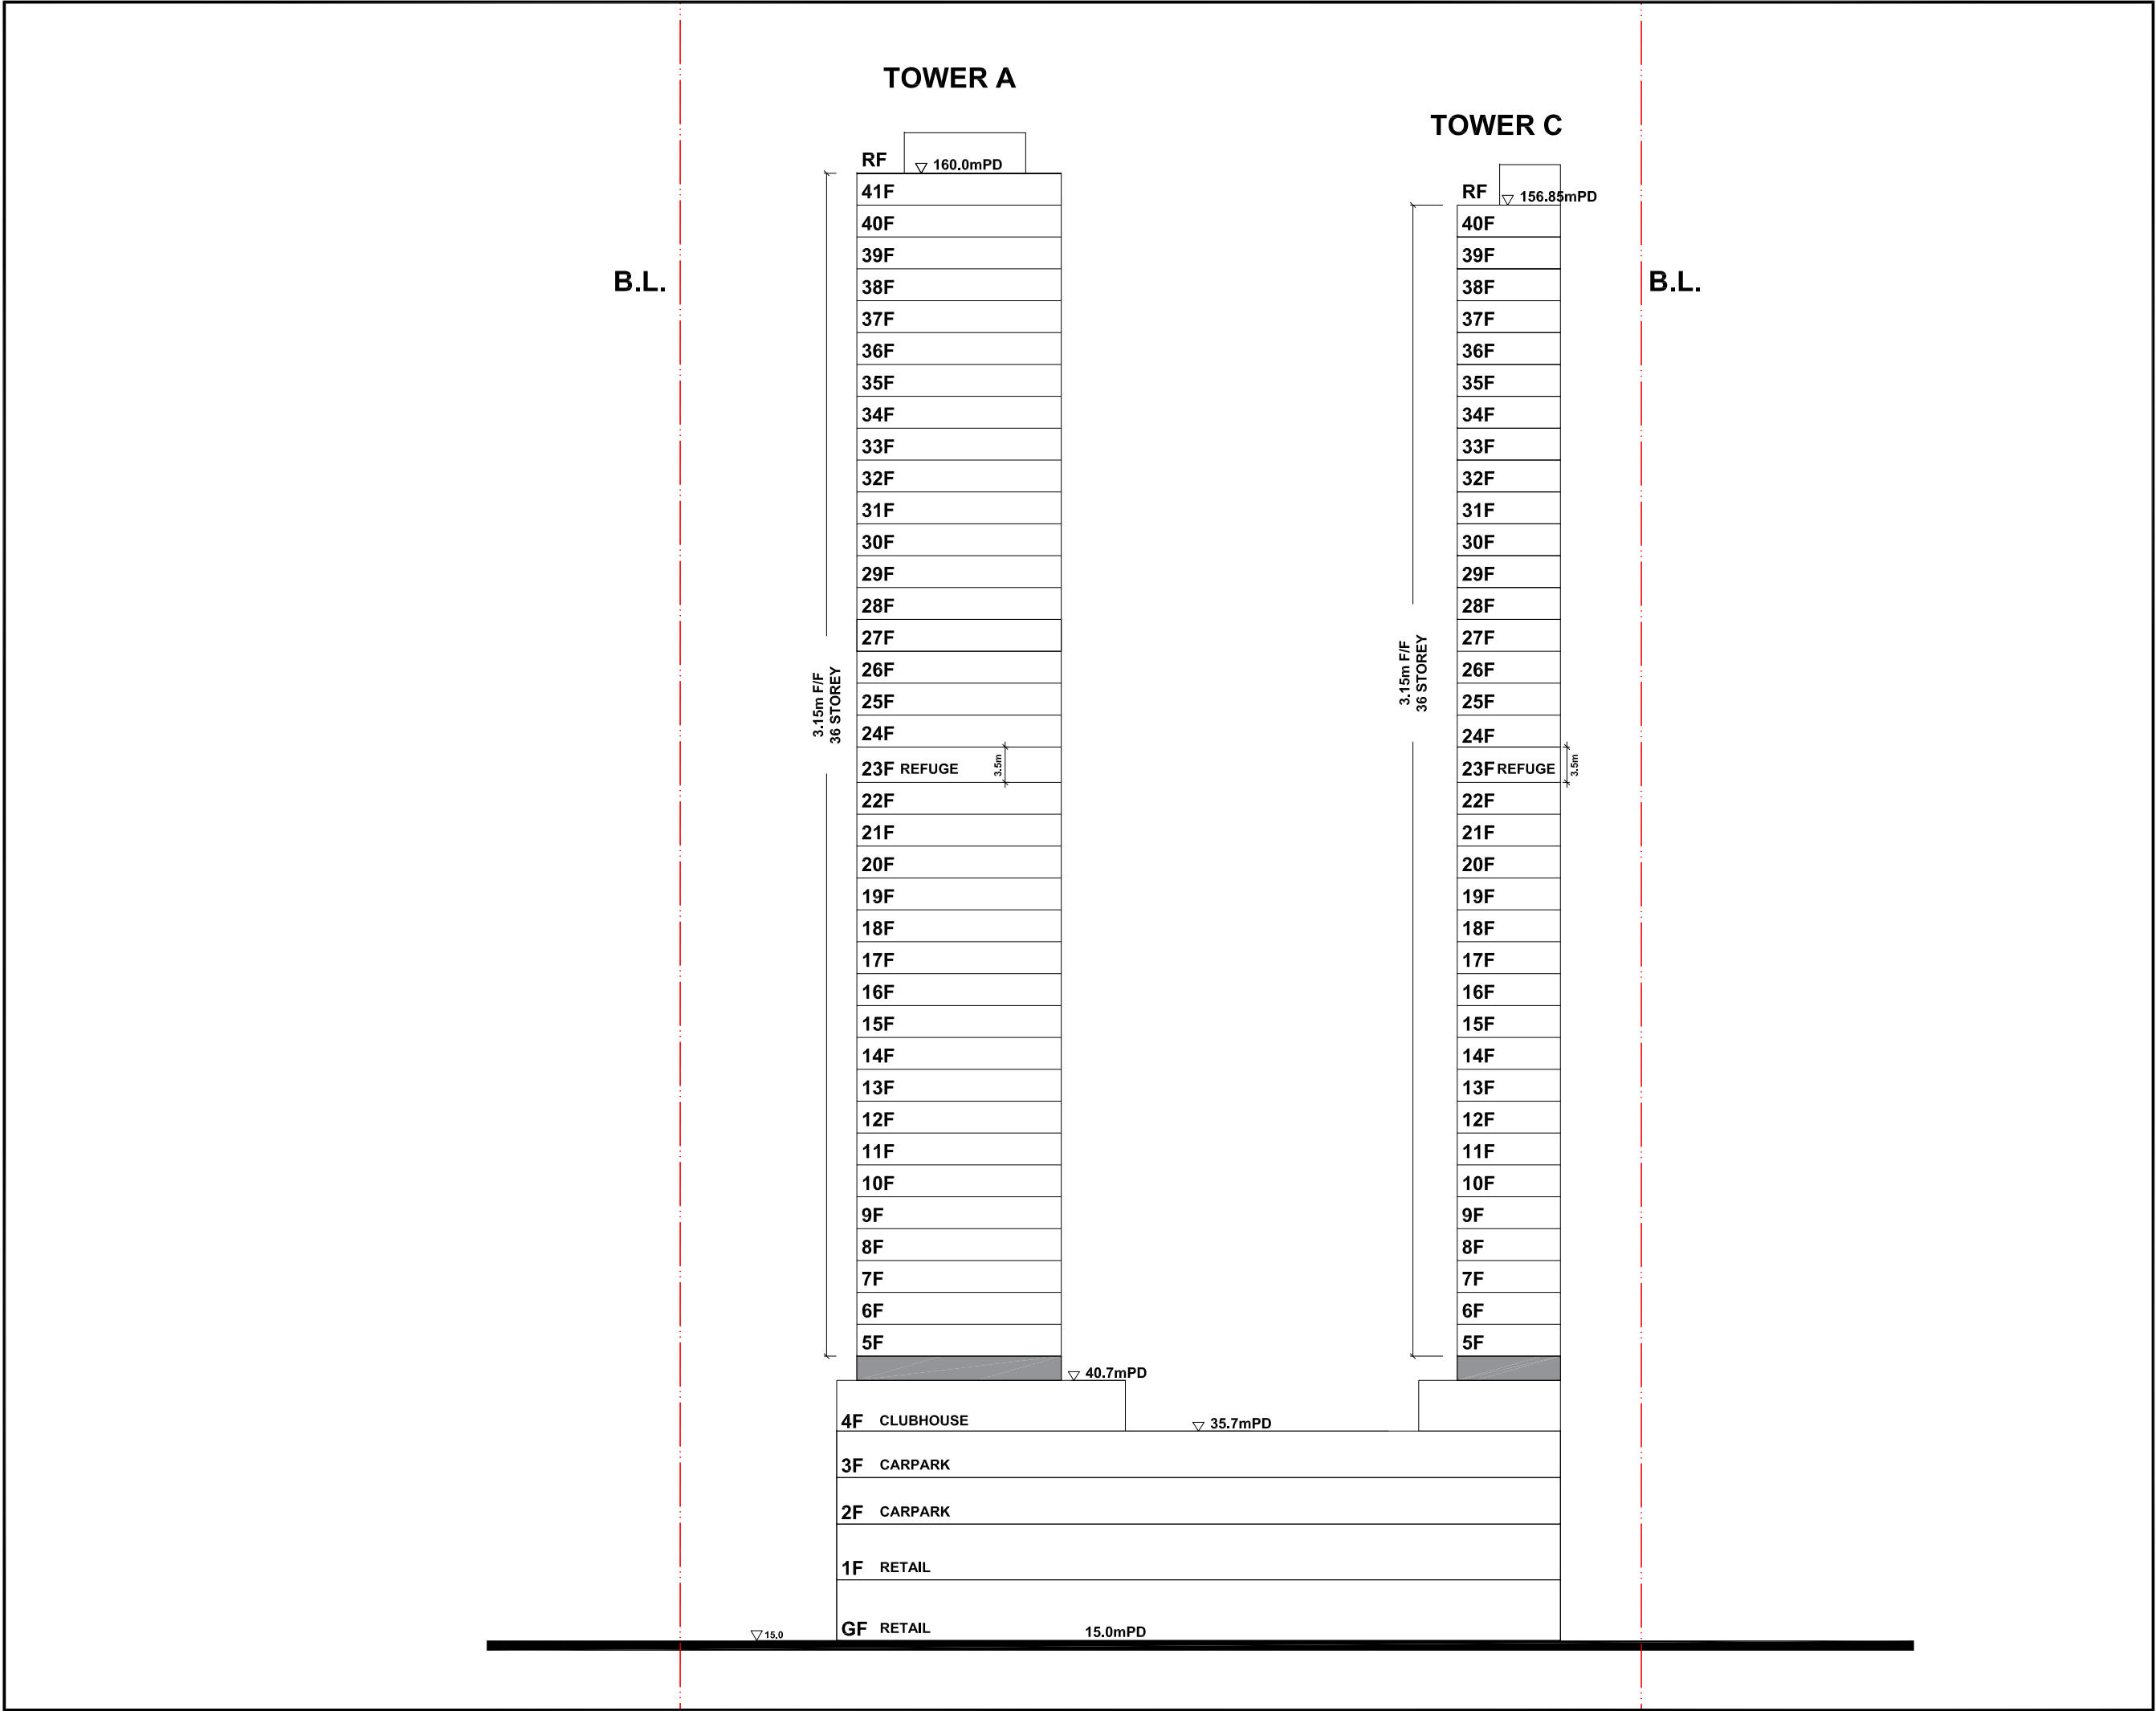 TOWER A
TOWER C
RF
160.0mPD
41F
40F
39F
38F
37F
36F
35F
34F
33F
32F
31F
30F
29F
28F
27F
26F
25F
24F
23F REFUGE
3.5m
22F
21F
20F
19F
18F
17F
16F
15F
14F
13F
12F
11F
10F
9F
8F
7F
6F
5F
3.15m F/F
36 STOREY
RF
156.85mPD
40F
39F
38F
37F
36F
35F
34F
33F
32F
31F
30F
29F
28F
27F
26F
25F
24F
23F REFUGE
3.5m
22F
21F
20F
19F
18F
17F
16F
15F
14F
13F
12F
11F
10F
9F
8F
7F
6F
5F
3.15m F/F
36 STOREY
B.L.
B.L.
40.7mPD
4F CLUBHOUSE
35.7mPD
3F CARPARK
2F CARPARK
1F RETAIL
GF RETAIL
15.0mPD
15.0